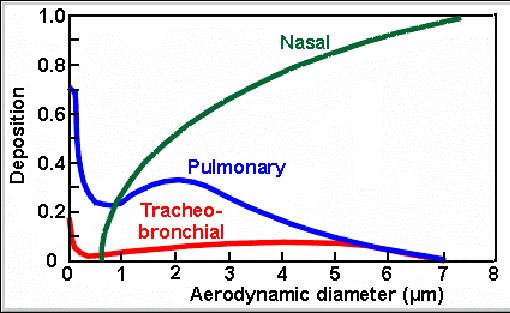 1.0
Nasal
0.8
0.6
Deposition
0.4
Pulmonary
0.2
Tracheo-
bronchial
0
0 1 2 3 4 5 6 7 8
Aerodynamic diameter (µm)